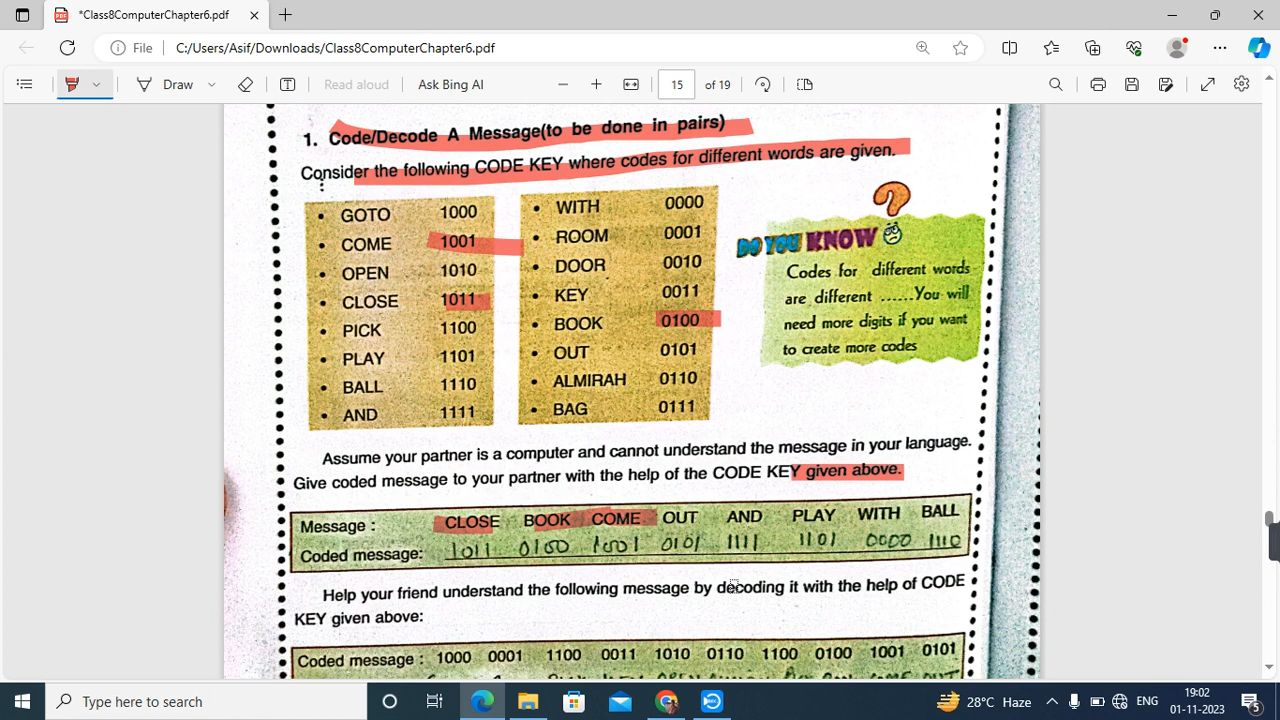 *Class8ComputerChapter6.pdf
File C:/Users/Asif/Downloads/Class8ComputerChapter6.pdf
Draw Read aloud Ask Bing AI 15 of 19
1. Code/Decode A Message(to be done in pairs)
Consider the following CODE KEY where codes for different words are given.
• GOTO 1000
• COME 1001
• OPEN 1010
• CLOSE 1011
• PICK 1100
• PLAY 1101
• BALL 1110
• AND 1111
• WITH 0000
• ROOM 0001
• DOOR 0010
• KEY 0011
• BOOK 0100
• OUT 0101
• ALMIRAH 0110
• BAG 0111
?
DO YOU KNOW
Codes for different words
are different ......You will
need more digits if you want
to create more codes
Assume your partner is a computer and cannot understand the message in your language.
Give coded message to your partner with the help of the CODE KEY given above.
Message : CLOSE BOOK COME OUT AND PLAY WITH BALL
Coded message: 1011 0100 1001 0101 1111 1101 0000 1110
Help your friend understand the following message by decoding it with the help of CODE
KEY given above:
Coded message : 1000 0001 1100 0011 1010 0110 1100 0100 1001 0101
Type here to search
28°C Haze
ENG
19:02
01-11-2023
5